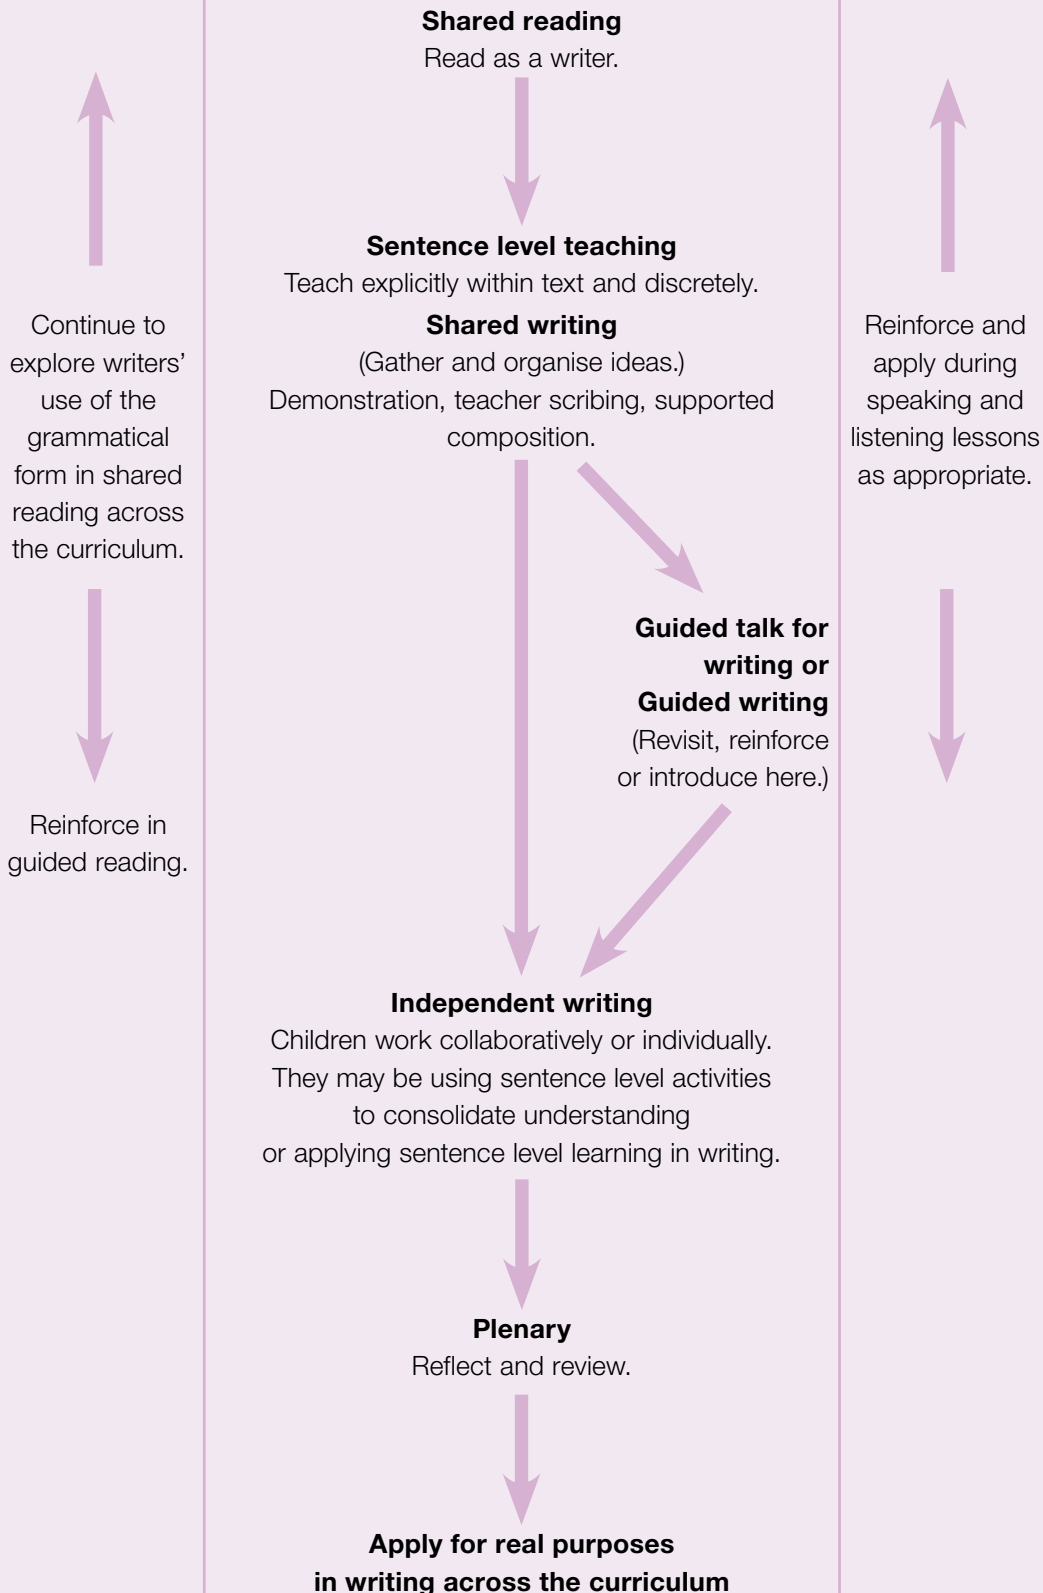 Shared reading
Read as a writer.
Sentence level teaching
Teach explicitly within text and discretely.
Shared writing
(Gather and organise ideas.)
Demonstration, teacher scribing, supported
composition.
Continue to
explore writers’
use of the
grammatical
form in shared
reading across
the curriculum.
Reinforce and
apply during
speaking and
listening lessons
as appropriate.
Guided talk for
writing or
Guided writing
(Revisit, reinforce
or introduce here.)
Reinforce in
guided reading.
Independent writing
Children work collaboratively or individually.
They may be using sentence level activities
to consolidate understanding
or applying sentence level learning in writing.
Plenary
Reflect and review.
Apply for real purposes
in writing across the curriculum